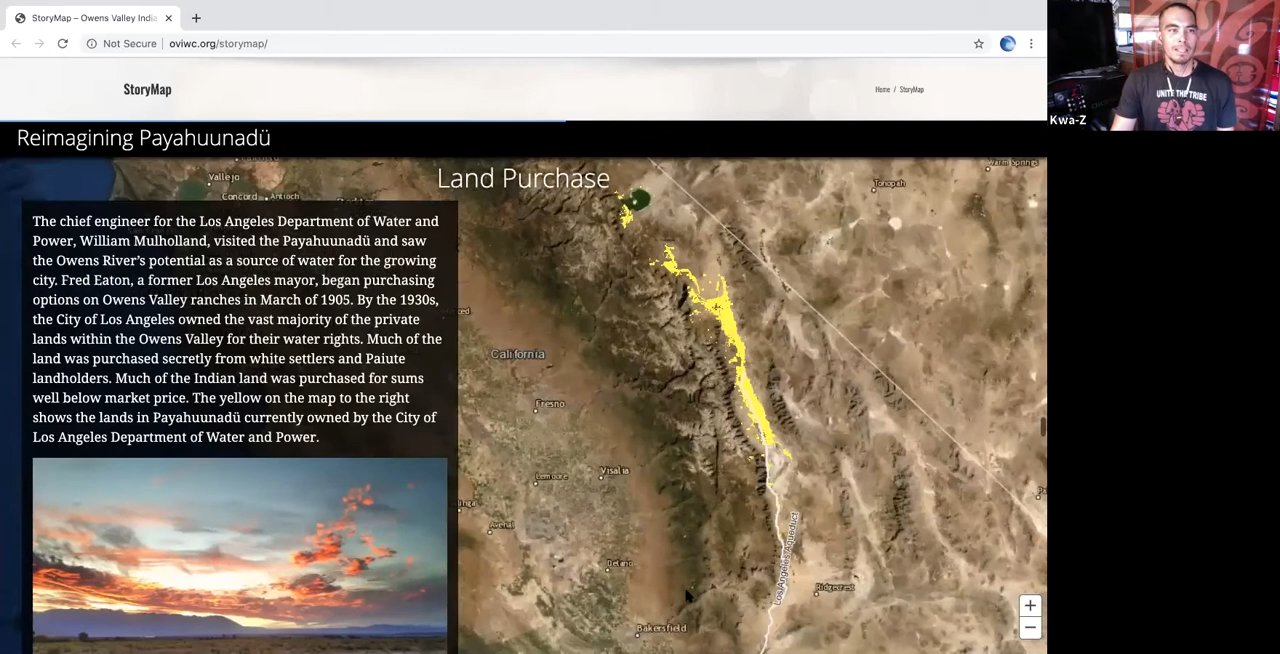 StoryMap – Owens Valley India
Not Secure
oviwc.org/storymap/
StoryMap
Home / StoryMap
Kwa-Z
UNITE THE TRIBE
Reimagining Payahuunadü
Land Purchase
The chief engineer for the Los Angeles Department of Water and
Power, William Mulholland, visited the Payahuunadü and saw
the Owens River's potential as a source of water for the growing
city. Fred Eaton, a former Los Angeles mayor, began purchasing
options on Owens Valley ranches in March of 1905. By the 1930s,
the City of Los Angeles owned the vast majority of the private
lands within the Owens Valley for their water rights. Much of the
land was purchased secretly from white settlers and Paiute
landholders. Much of the Indian land was purchased for sums
well below market price. The yellow on the map to the right
shows the lands in Payahuunadü currently owned by the City of
Los Angeles Department of Water and Power.
Vallejo
Concord
Antioch
Warm Springs
Tonopah
California
Fresno
Visalia
Lemoore
Avenal
Delano
Los Angeles Aqueduct
Ridgecrest
Bakersfield
+
−